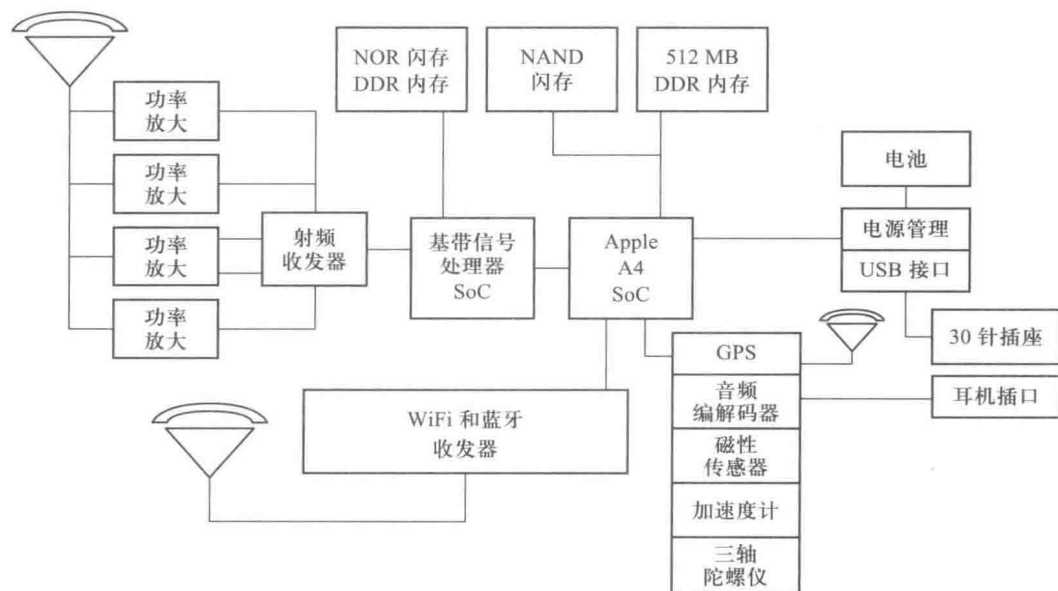 NOR 闪存
DDR 内存
NAND
闪存
512 MB
DDR 内存
功率
放大
功率
放大
功率
放大
功率
放大
射频
收发器
基带信号
处理器
SoC
Apple
A4
SoC
电池
电源管理
USB 接口
30 针插座
耳机插口
GPS
音频
编解码器
磁性
传感器
加速度计
三轴
陀螺仪
WiFi 和蓝牙
收发器